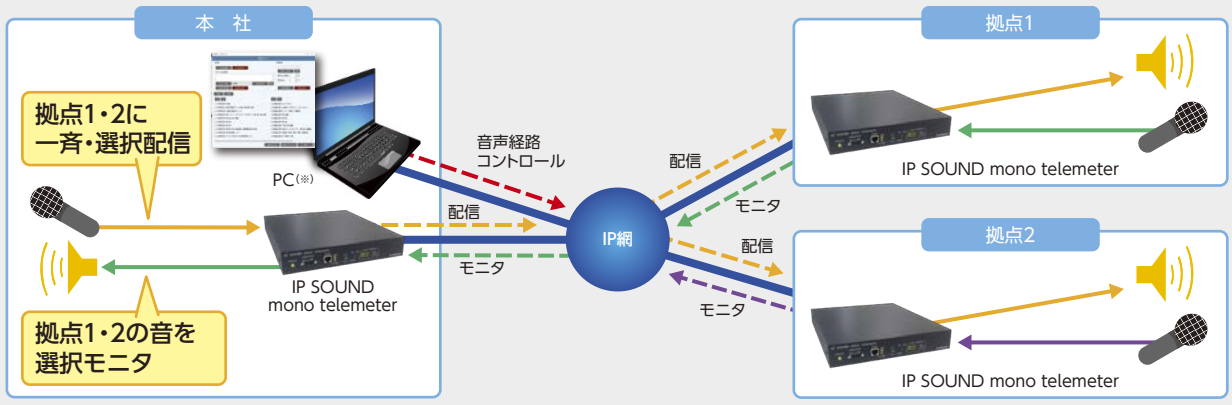 本 社
拠点1・2に
一斉・選択配信
PC(※)
音声経路
コントロール
配信
モニタ
IP SOUND
mono telemeter
拠点1・2の音を
選択モニタ
IP網
配信
モニタ
配信
モニタ
拠点1
IP SOUND mono telemeter
拠点2
IP SOUND mono telemeter